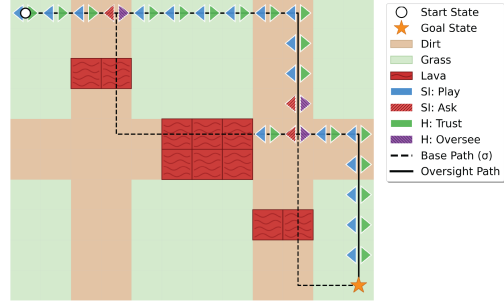 Start State
Goal State
Dirt
Grass
Lava
SI: Play
SI: Ask
H: Trust
H: Oversee
Base Path (σ)
Oversight Path